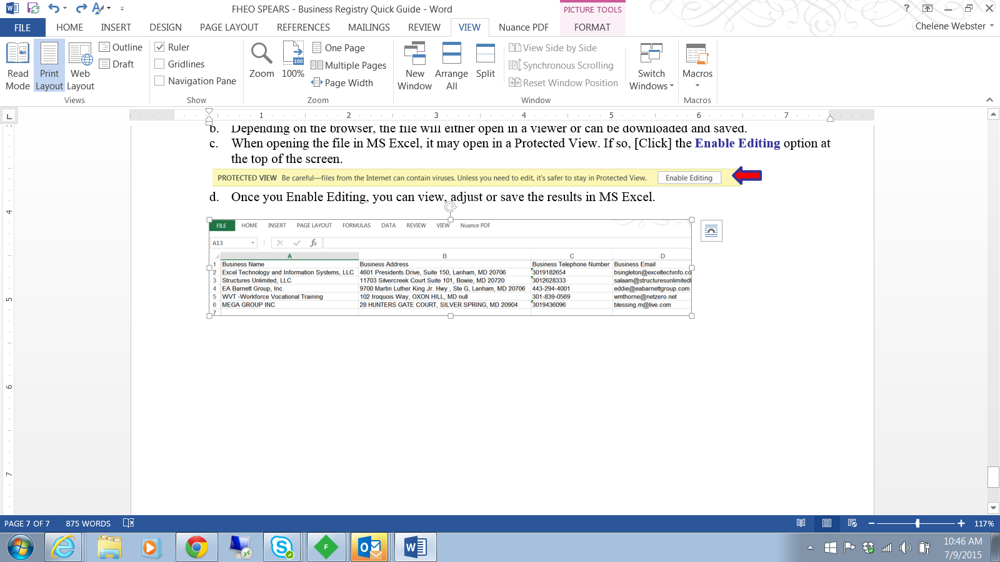 FHEO SPEARS - Business Registry Quick Guide - Word
PICTURE TOOLS
?
FILE HOME INSERT DESIGN PAGE LAYOUT REFERENCES MAILINGS REVIEW VIEW Nuance PDF FORMAT
Chelene Webster
Read Mode
Print Layout
Web Layout
Outline
Draft
Views
Ruler
Gridlines
Navigation Pane
Show
Zoom
100
100%
One Page
Multiple Pages
Page Width
Zoom
New Window
Arrange All
Split
View Side by Side
Synchronous Scrolling
Reset Window Position
Window
Switch Windows
Macros
Macros
L
1 2 3 4 5 6 7
b. Depending on the browser, the file will either open in a viewer or can be downloaded and saved.
c. When opening the file in MS Excel, it may open in a Protected View. If so, [Click] the Enable Editing option at
the top of the screen.
PROTECTED VIEW Be careful—files from the Internet can contain viruses. Unless you need to edit, it's safer to stay in Protected View. Enable Editing
d. Once you Enable Editing, you can view, adjust or save the results in MS Excel.
FILE HOME INSERT PAGE LAYOUT FORMULAS DATA REVIEW VIEW Nuance PDF
A13 fx
A B C D
1 Business Name Business Address Business Telephone Number Business Email
2 Excel Technology and Information Systems, LLC 4601 Presidents Drive, Suite 150, Lanham, MD 20706 3019182654 bsingleton@exceltechinfo.co
3 Structures Unlimited, LLC 11703 Silvercreek Court Suite 101, Bowie, MD 20720 3012628333 salaam@structuresunlimitedl
4 EA Barnett Group, Inc. 9700 Martin Luther King Jr. Hwy , Ste G, Lanham, MD 20706 443-294-4001 eddie@eabarnettgroup.com
5 WVT -Workforce Vocational Training 102 Iroquois Way, OXON HILL, MD null 301-839-0569 wmthorne@netzero.net
6 MEGA GROUP INC 28 HUNTERS GATE COURT, SILVER SPRING, MD 20904 3019436096 blessing.m@live.com
7
4
5
6
7
PAGE 7 OF 7 875 WORDS
117%
F
10:46 AM
7/9/2015